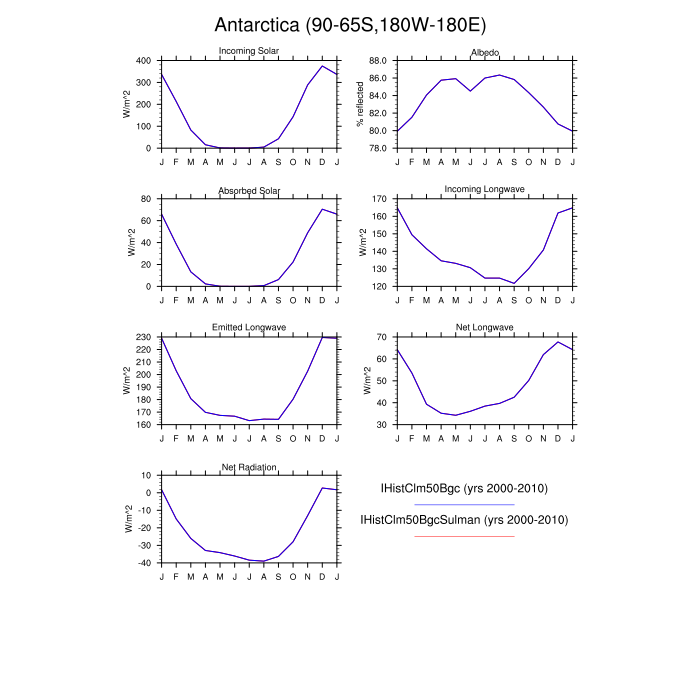 Antarctica (90-65S,180W-180E)
Incoming Solar
W/m^2
400
300
200
100
0
J F M A M J J A S O N D J
Albedo
% reflected
88.0
86.0
84.0
82.0
80.0
78.0
J F M A M J J A S O N D J
Absorbed Solar
W/m^2
80
60
40
20
0
J F M A M J J A S O N D J
Incoming Longwave
W/m^2
170
160
150
140
130
120
J F M A M J J A S O N D J
Emitted Longwave
W/m^2
230
220
210
200
190
180
170
160
J F M A M J J A S O N D J
Net Longwave
W/m^2
70
60
50
40
30
J F M A M J J A S O N D J
Net Radiation
W/m^2
10
0
-10
-20
-30
-40
J F M A M J J A S O N D J
IHistClm50Bgc (yrs 2000-2010)
IHistClm50BgcSulman (yrs 2000-2010)